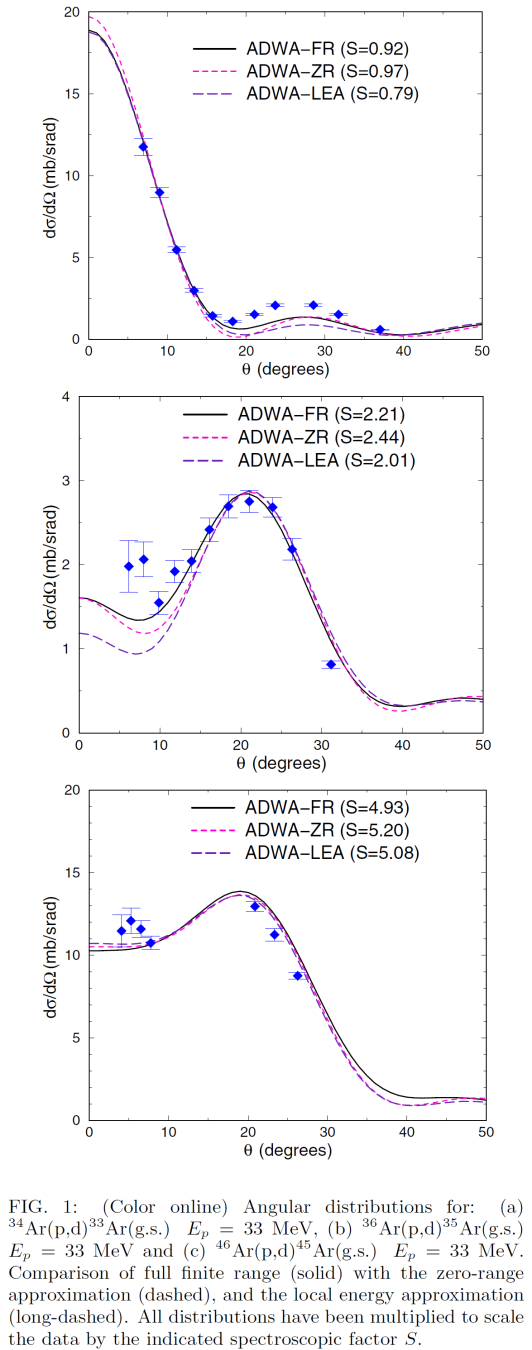 ADWA−FR (S=0.92)
ADWA−ZR (S=0.97)
ADWA−LEA (S=0.79)
20
15
10
5
0
dσ/dΩ (mb/srad)
0 10 20 30 40 50
θ (degrees)
ADWA−FR (S=2.21)
ADWA−ZR (S=2.44)
ADWA−LEA (S=2.01)
4
3
2
1
0
dσ/dΩ (mb/srad)
0 10 20 30 40 50
θ (degrees)
ADWA−FR (S=4.93)
ADWA−ZR (S=5.20)
ADWA−LEA (S=5.08)
20
15
10
5
0
dσ/dΩ (mb/srad)
0 10 20 30 40 50
θ (degrees)
FIG. 1: (Color online) Angular distributions for: (a)
³⁴Ar(p,d)³³Ar(g.s.) Eₚ = 33 MeV, (b) ³⁶Ar(p,d)³⁵Ar(g.s.)
Eₚ = 33 MeV and (c) ⁴⁶Ar(p,d)⁴⁵Ar(g.s.) Eₚ = 33 MeV.
Comparison of full finite range (solid) with the zero-range
approximation (dashed), and the local energy approximation
(long-dashed). All distributions have been multiplied to scale
the data by the indicated spectroscopic factor S.